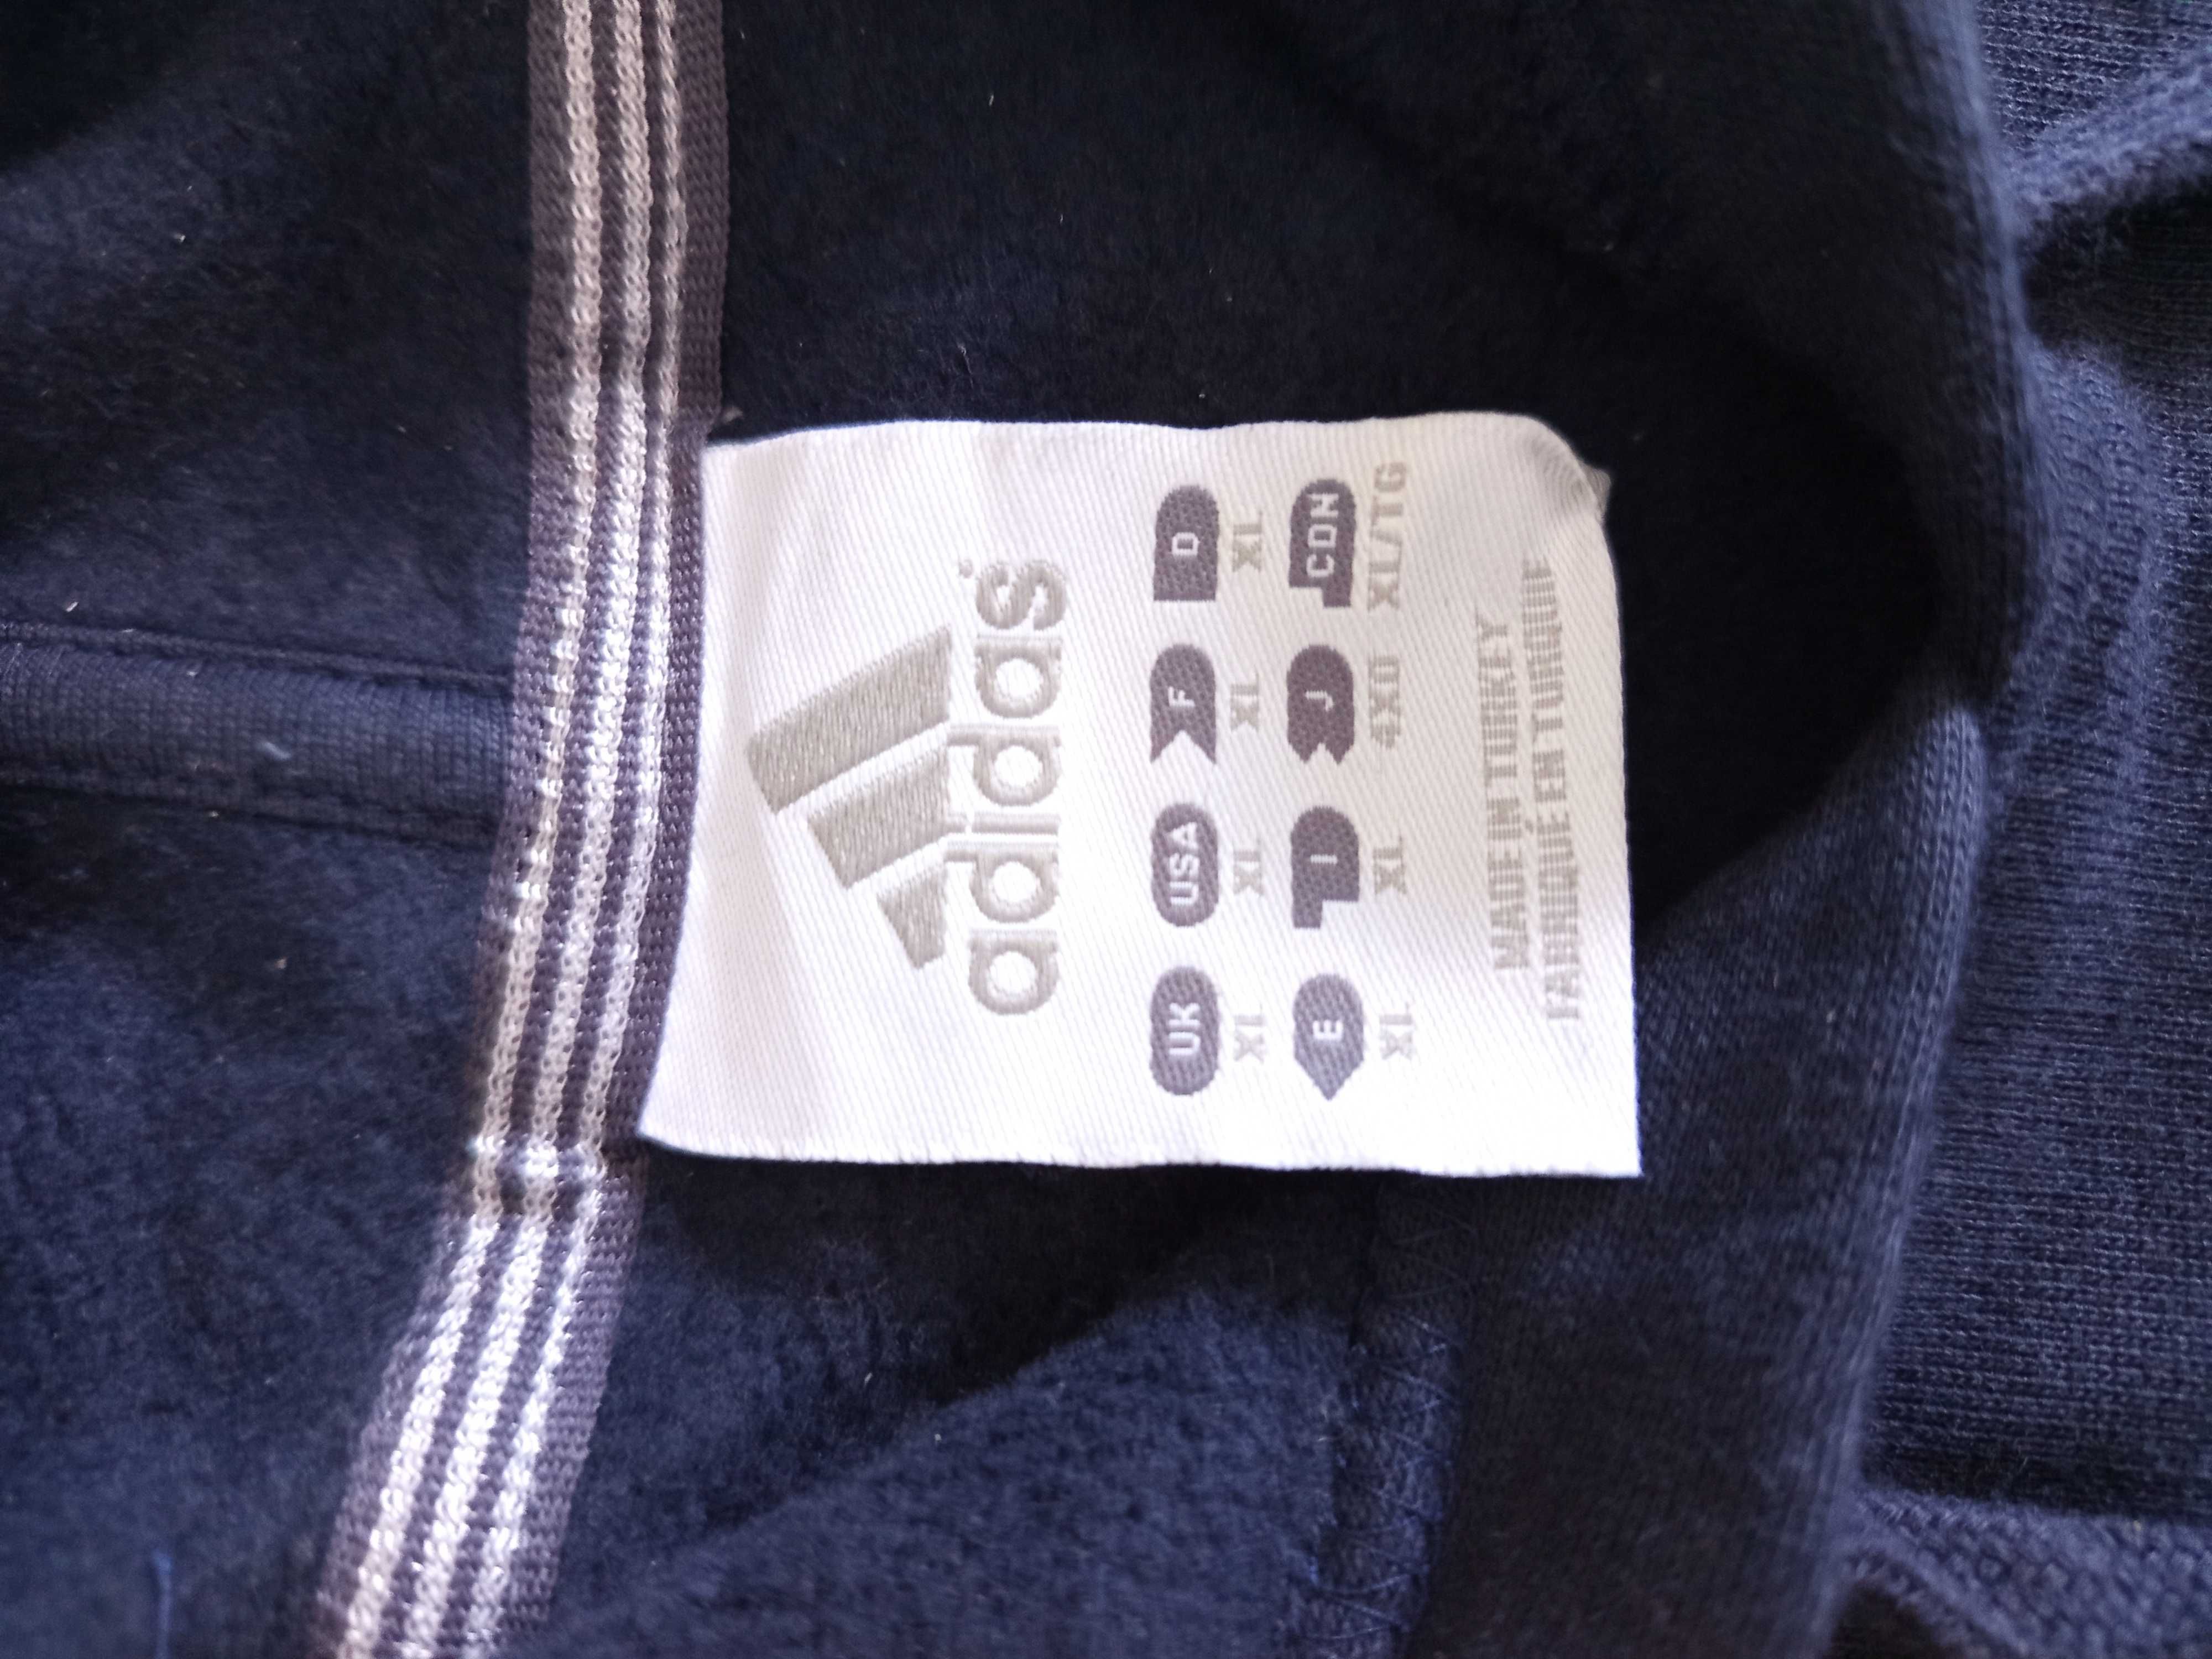 adidas
UK USA F D
XL XL XL XL
E I J CDN
XL XL 4XO XL/TG
MADE IN TURKEY
FABRIQUÉ EN TURQUIE